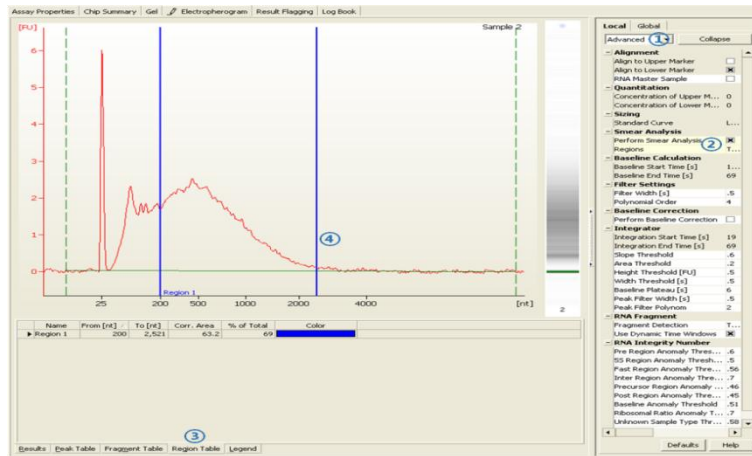 Assay Properties Chip Summary Gel Electropherogram Result Flagging Log Book
[FU]
Sample 2
6
5
4
3
2
1
0
25 200 500 1000 2000 4000 [nt]
Region 1
4
2
Name From [nt] To [nt] Corr. Area % of Total Color
Region 1 200 2,521 63.2 69
3
Results Peak Table Fragment Table Region Table Legend
Local Global
Advanced 1 Collapse
Alignment
Align to Upper Marker
Align to Lower Marker
RNA Master Sample
Quantitation
Concentration of Upper M... 0
Concentration of Lower M... 0
Sizing
Standard Curve L...
Smear Analysis
Perform Smear Analysis
2
Regions T...
Baseline Calculation
Baseline Start Time [s] 1...
Baseline End Time [s] 69
Filter Settings
Filter Width [s] .5
Polynomial Order 4
Baseline Correction
Perform Baseline Correction
Integrator
Integration Start Time [s] 19
Integration End Time [s] 69
Slope Threshold .6
Area Threshold .2
Height Threshold [FU] .5
Width Threshold [s] .5
Baseline Plateau [s] 6
Peak Filter Width [s] .5
Peak Filter Polynom 2
RNA Fragment
Fragment Detection T...
Use Dynamic Time Windows
RNA Integrity Number
Pre Region Anomaly Thres... .6
5S Region Anomaly Thresh... .5
Fast Region Anomaly Thre... .56
Inter Region Anomaly Thre... .7
Precursor Region Anomaly ... .46
Post Region Anomaly Thre... .45
Baseline Anomaly Threshold .51
Ribosomal Ratio Anomaly T... .7
Unknown Sample Type Thr... .58
Defaults Help